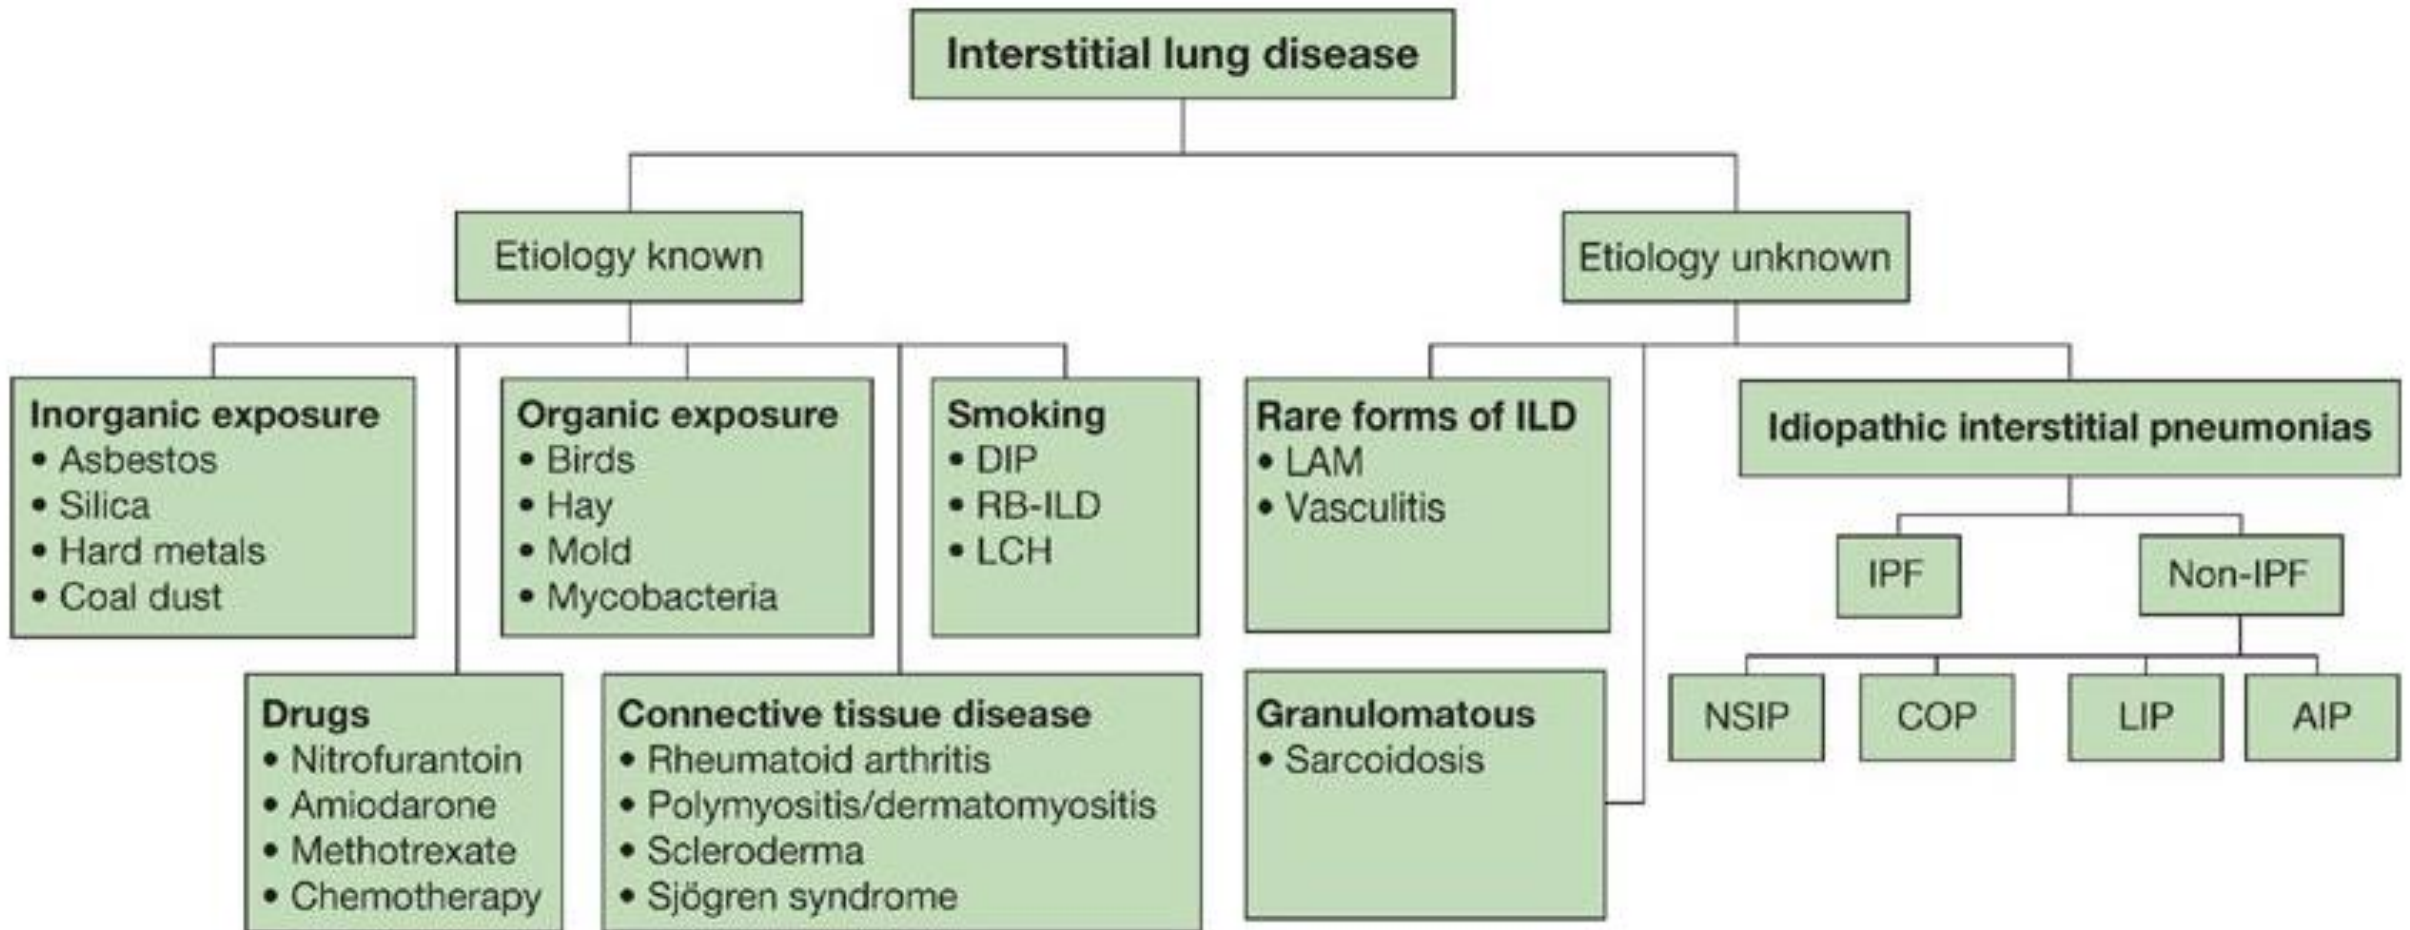 Interstitial lung disease
Etiology known
Etiology unknown
Inorganic exposure
• Asbestos
• Silica
• Hard metals
• Coal dust
Organic exposure
• Birds
• Hay
• Mold
• Mycobacteria
Smoking
• DIP
• RB-ILD
• LCH
Rare forms of ILD
• LAM
• Vasculitis
Idiopathic interstitial pneumonias
IPF
Non-IPF
Drugs
• Nitrofurantoin
• Amiodarone
• Methotrexate
• Chemotherapy
Connective tissue disease
• Rheumatoid arthritis
• Polymyositis/dermatomyositis
• Scleroderma
• Sjögren syndrome
Granulomatous
• Sarcoidosis
NSIP
COP
LIP
AIP